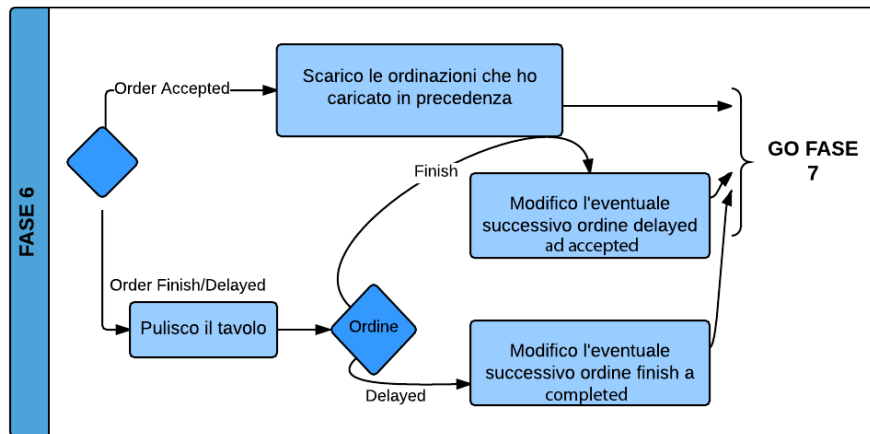 FASE 6
Order Accepted
Scarico le ordinazioni che ho
caricato in precedenza
GO FASE
7
Finish
Modifico l'eventuale
successivo ordine delayed
ad accepted
Order Finish/Delayed
Pulisco il tavolo
Ordine
Modifico l'eventuale
successivo ordine finish a
completed
Delayed